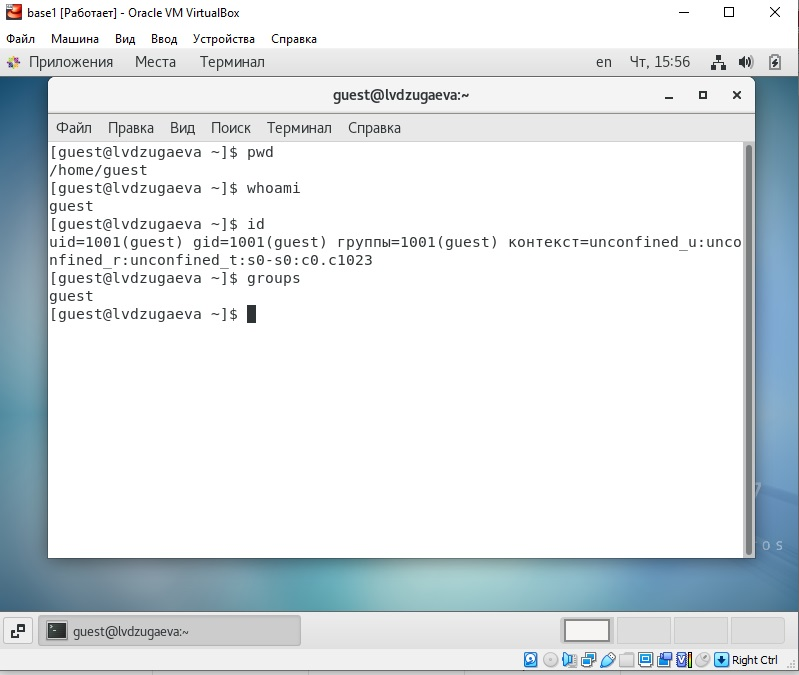 base1 [Работает] - Oracle VM VirtualBox
Файл Машина Вид Ввод Устройства Справка
Приложения Места Терминал en Чт, 15:56
guest@lvdzugaeva:~
Файл Правка Вид Поиск Терминал Справка
[guest@lvdzugaeva ~]$ pwd
/home/guest
[guest@lvdzugaeva ~]$ whoami
guest
[guest@lvdzugaeva ~]$ id
uid=1001(guest) gid=1001(guest) группы=1001(guest) контекст=unconfined_u:unco
nfined_r:unconfined_t:s0-s0:c0.c1023
[guest@lvdzugaeva ~]$ groups
guest
[guest@lvdzugaeva ~]$
7
OS
guest@lvdzugaeva:~
Right Ctrl